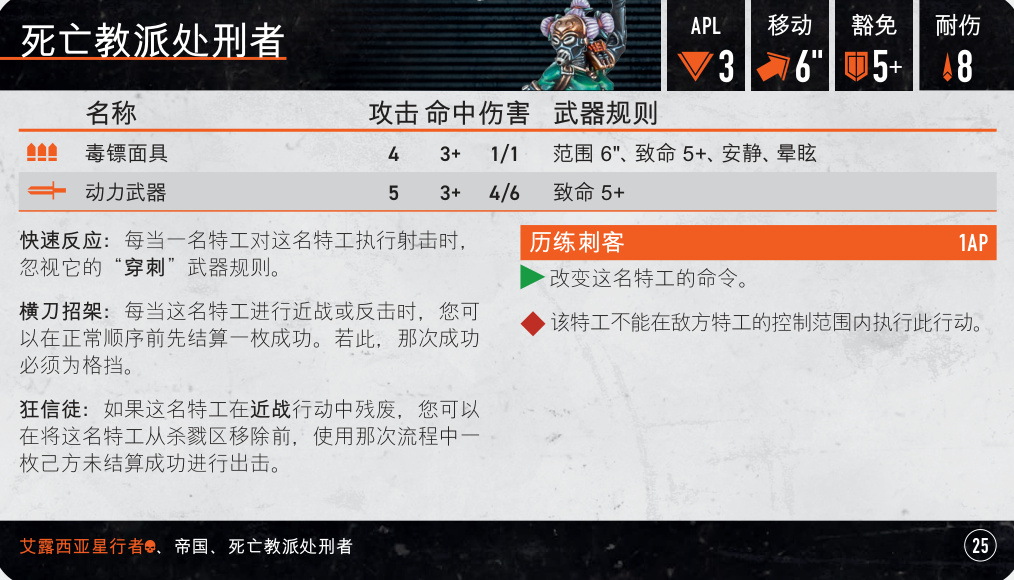 死亡教派处刑者
APL 移动 豁免 耐伤
3 6" 5+ 8
名称 攻击 命中 伤害 武器规则
毒镖面具 4 3+ 1/1 范围 6"、致命 5+、安静、晕眩
动力武器 5 3+ 4/6 致命 5+
快速反应：每当一名特工对这名特工执行射击时，
忽视它的“穿刺”武器规则。
横刀招架：每当这名特工进行近战或反击时，您可
以在正常顺序前先结算一枚成功。若此，那次成功
必须为格挡。
狂信徒：如果这名特工在近战行动中残废，您可以
在将这名特工从杀戮区移除前，使用那次流程中一
枚己方未结算成功进行出击。
历练刺客 1AP
改变这名特工的命令。
该特工不能在敌方特工的控制范围内执行此行动。
艾露西亚星行者、帝国、死亡教派处刑者
25